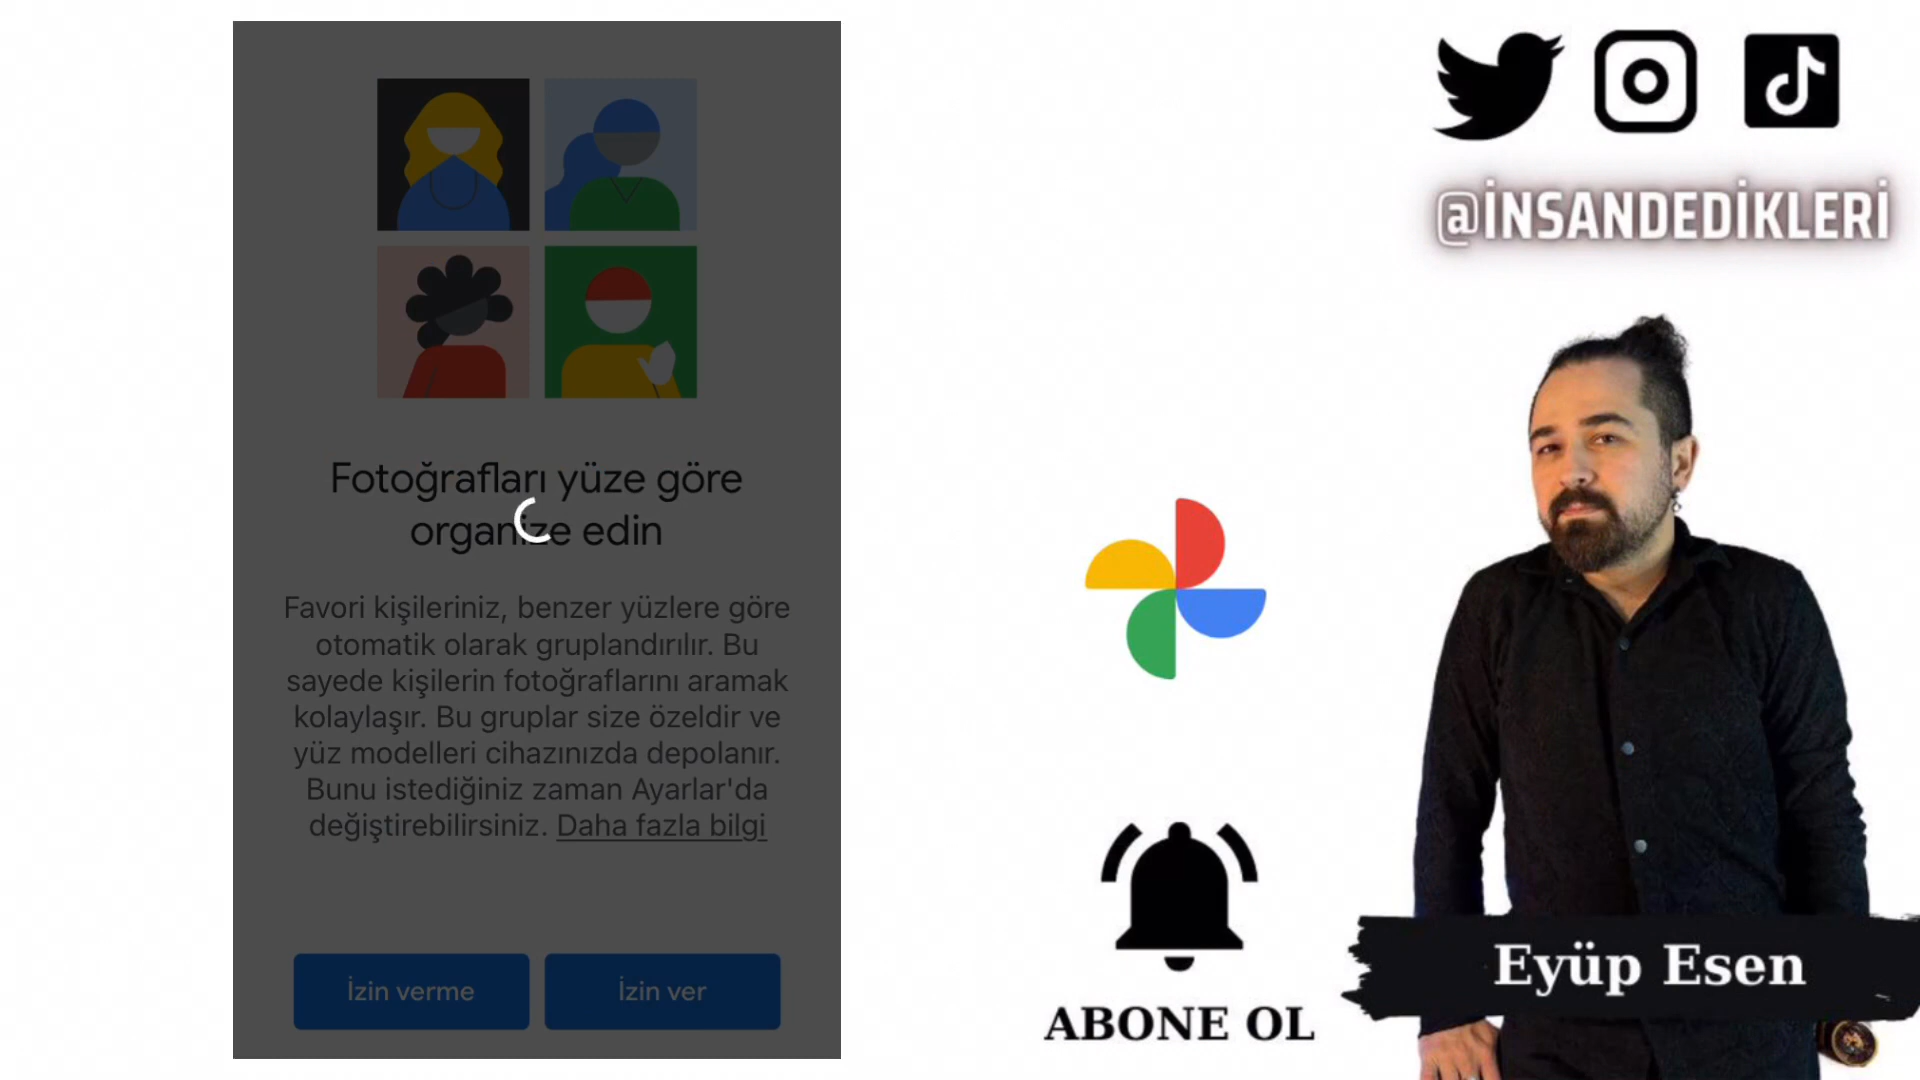 Fotoğrafları yüze göre
organize edin
Favori kişileriniz, benzer yüzlere göre
otomatik olarak gruplandırılır. Bu
sayede kişilerin fotoğraflarını aramak
kolaylaşır. Bu gruplar size özeldir ve
yüz modelleri cihazınızda depolanır.
Bunu istediğiniz zaman Ayarlar'da
değiştirebilirsiniz. Daha fazla bilgi
İzin verme
İzin ver
@İNSANDEDİKLERİ
ABONE OL
Eyüp Esen